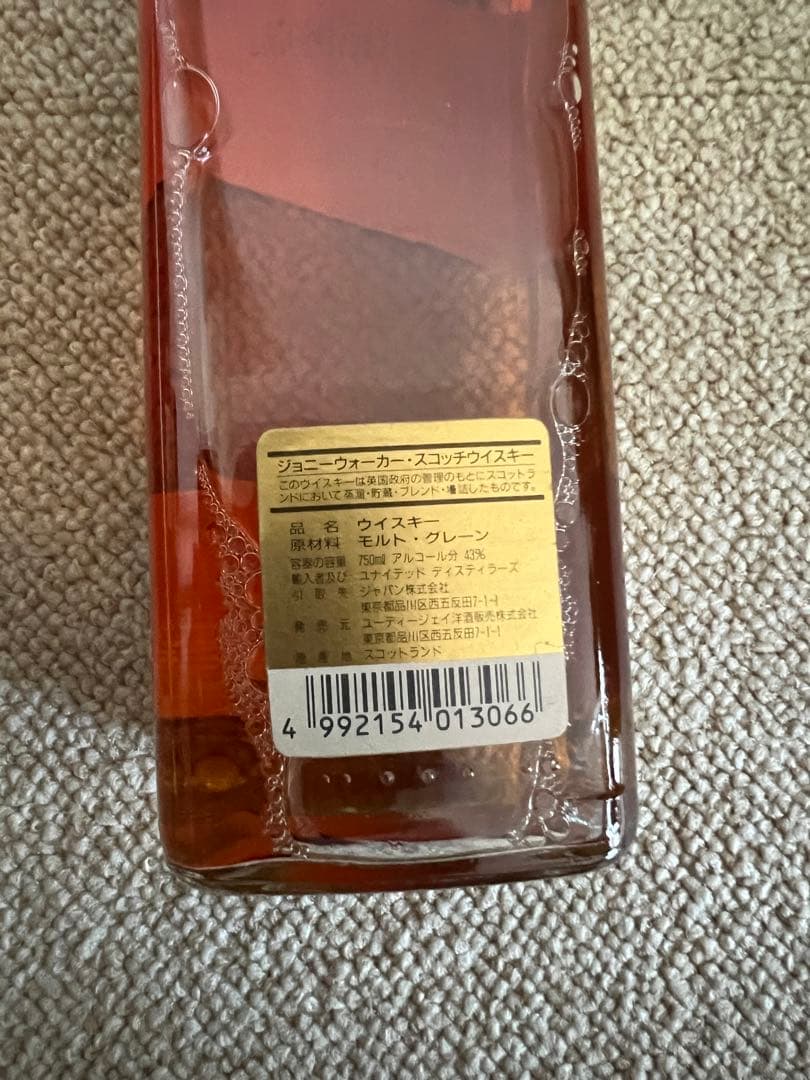 ジョニーウォーカー・スコッチウイスキー
このウイスキーは英国政府の管理のもとにスコットラ
ンドにおいて蒸溜・貯蔵・ブレンド・壜詰したものです。
品名 ウイスキー
原材料 モルト・グレーン
容器の容量 750ml アルコール分 43%
輸入者及び ユナイテッド ディスティラーズ
引取先 ジャパン株式会社
東京都品川区西五反田7-1-1
発売元 ユーディージェイ洋酒販売株式会社
東京都品川区西五反田7-1-1
原産地 スコットランド
4 992154 013066